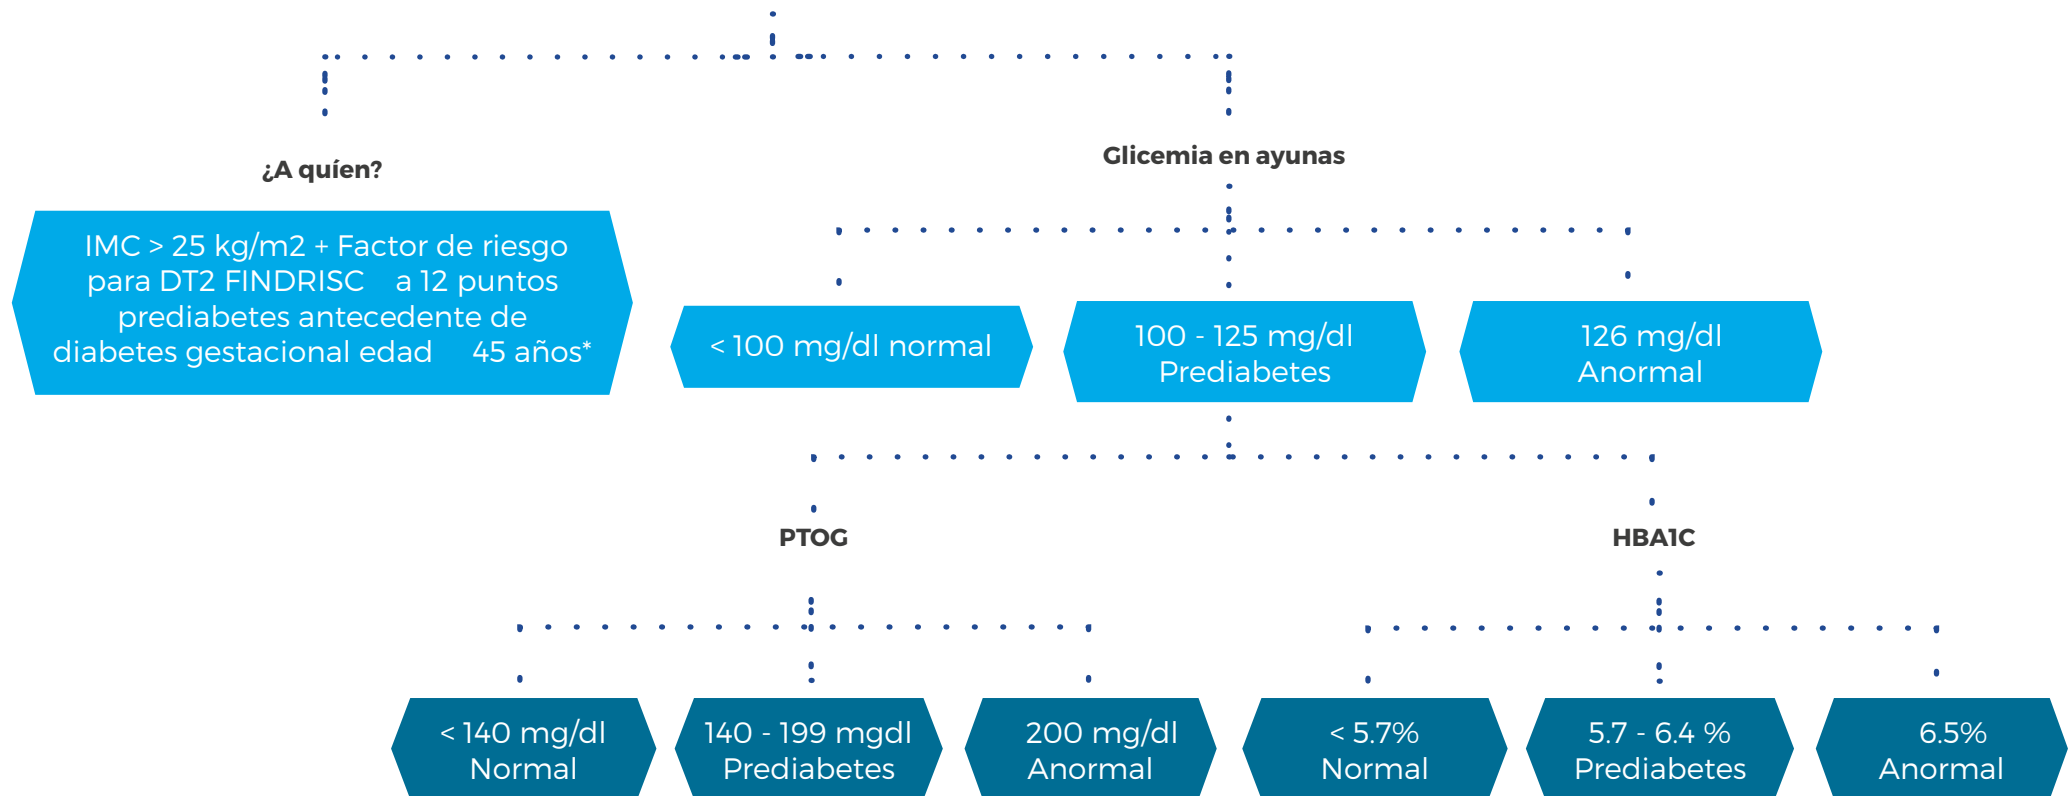 ¿A quíen?
IMC > 25 kg/m2 + Factor de riesgo
para DT2 FINDRISC a 12 puntos
prediabetes antecedente de
diabetes gestacional edad 45 años*
Glicemia en ayunas
< 100 mg/dl normal
100 - 125 mg/dl
Prediabetes
126 mg/dl
Anormal
PTOG
HBA1C
< 140 mg/dl
Normal
140 - 199 mgdl
Prediabetes
200 mg/dl
Anormal
< 5.7%
Normal
5.7 - 6.4 %
Prediabetes
6.5%
Anormal